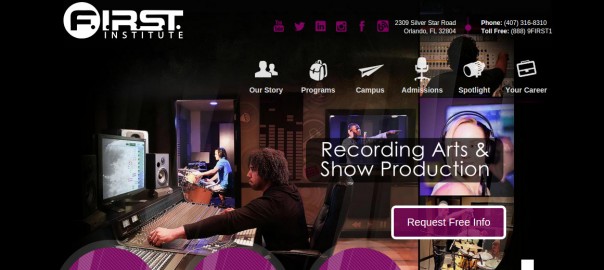 FIRST.
INSTITUTE
2309 Silver Star Road
Orlando, FL 32804
Phone: (407) 316-8310
Toll Free: (888) 9FIRST1
Our Story
Programs
Campus
Admissions
Spotlight
Your Career
Recording Arts &
Show Production
Request Free Info